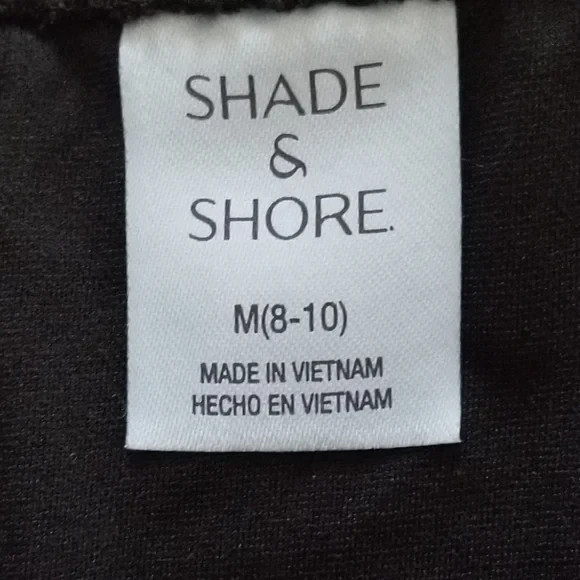 SHADE
&
SHORE.
M(8-10)
MADE IN VIETNAM
HECHO EN VIETNAM